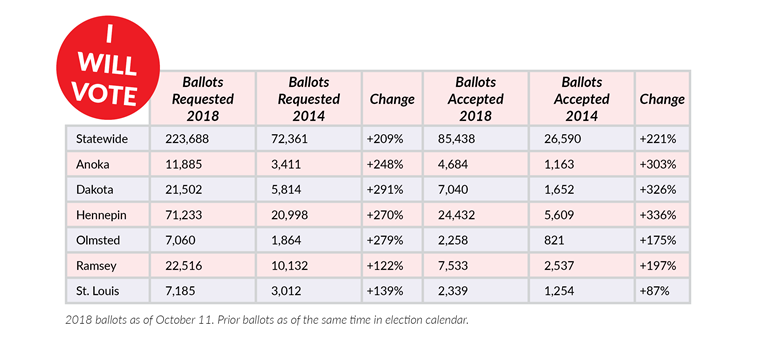 I
WILL
VOTE
Ballots Requested 2018 Ballots Requested 2014 Change Ballots Accepted 2018 Ballots Accepted 2014 Change
Statewide 223,688 72,361 +209% 85,438 26,590 +221%
Anoka 11,885 3,411 +248% 4,684 1,163 +303%
Dakota 21,502 5,814 +291% 7,040 1,652 +326%
Hennepin 71,233 20,998 +270% 24,432 5,609 +336%
Olmsted 7,060 1,864 +279% 2,258 821 +175%
Ramsey 22,516 10,132 +122% 7,533 2,537 +197%
St. Louis 7,185 3,012 +139% 2,339 1,254 +87%
2018 ballots as of October 11. Prior ballots as of the same time in election calendar.